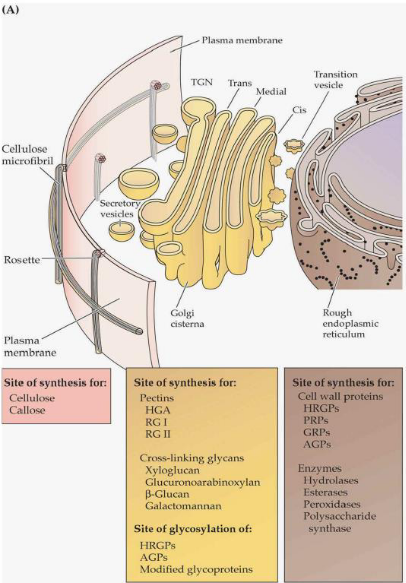 (A)
Plasma membrane
TGN
Trans
Medial
Cis
Transition
vesicle
Cellulose
microfibril
Secretory
vesicles
Rosette
Plasma
membrane
Golgi
cisterna
Rough
endoplasmic
reticulum
Site of synthesis for:
Cellulose
Callose
Site of synthesis for:
Pectins
HGA
RG I
RG II
Cross-linking glycans
Xyloglucan
Glucuronoarabinoxylan
β-Glucan
Galactomannan
Site of glycosylation of:
HRGPs
AGPs
Modified glycoproteins
Site of synthesis for:
Cell wall proteins
HRGPs
PRPs
GRPs
AGPs
Enzymes
Hydrolases
Esterases
Peroxidases
Polysaccharide
synthase